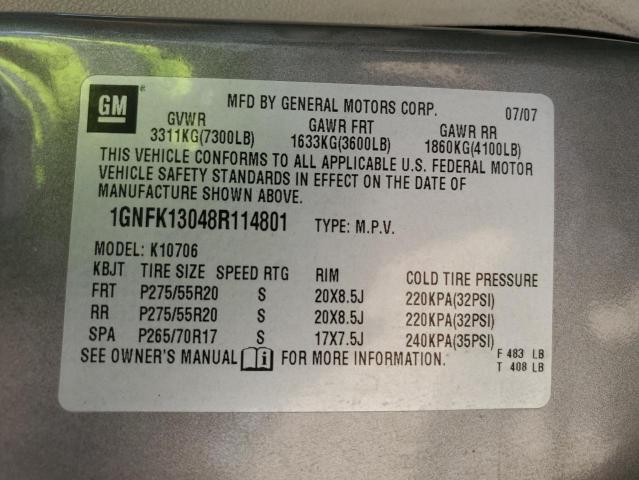 GM
MFD BY GENERAL MOTORS CORP. 07/07
GVWR GAWR FRT GAWR RR
3311KG(7300LB) 1633KG(3600LB) 1860KG(4100LB)
THIS VEHICLE CONFORMS TO ALL APPLICABLE U.S. FEDERAL MOTOR
VEHICLE SAFETY STANDARDS IN EFFECT ON THE DATE OF
MANUFACTURE SHOWN ABOVE.
1GNFK13048R114801 TYPE: M.P.V.
MODEL: K10706
KBJT TIRE SIZE SPEED RTG RIM COLD TIRE PRESSURE
FRT P275/55R20 S 20X8.5J 220KPA(32PSI)
RR P275/55R20 S 20X8.5J 220KPA(32PSI)
SPA P265/70R17 S 17X7.5J 240KPA(35PSI)
SEE OWNER'S MANUAL i FOR MORE INFORMATION.
F 483 LB
T 408 LB